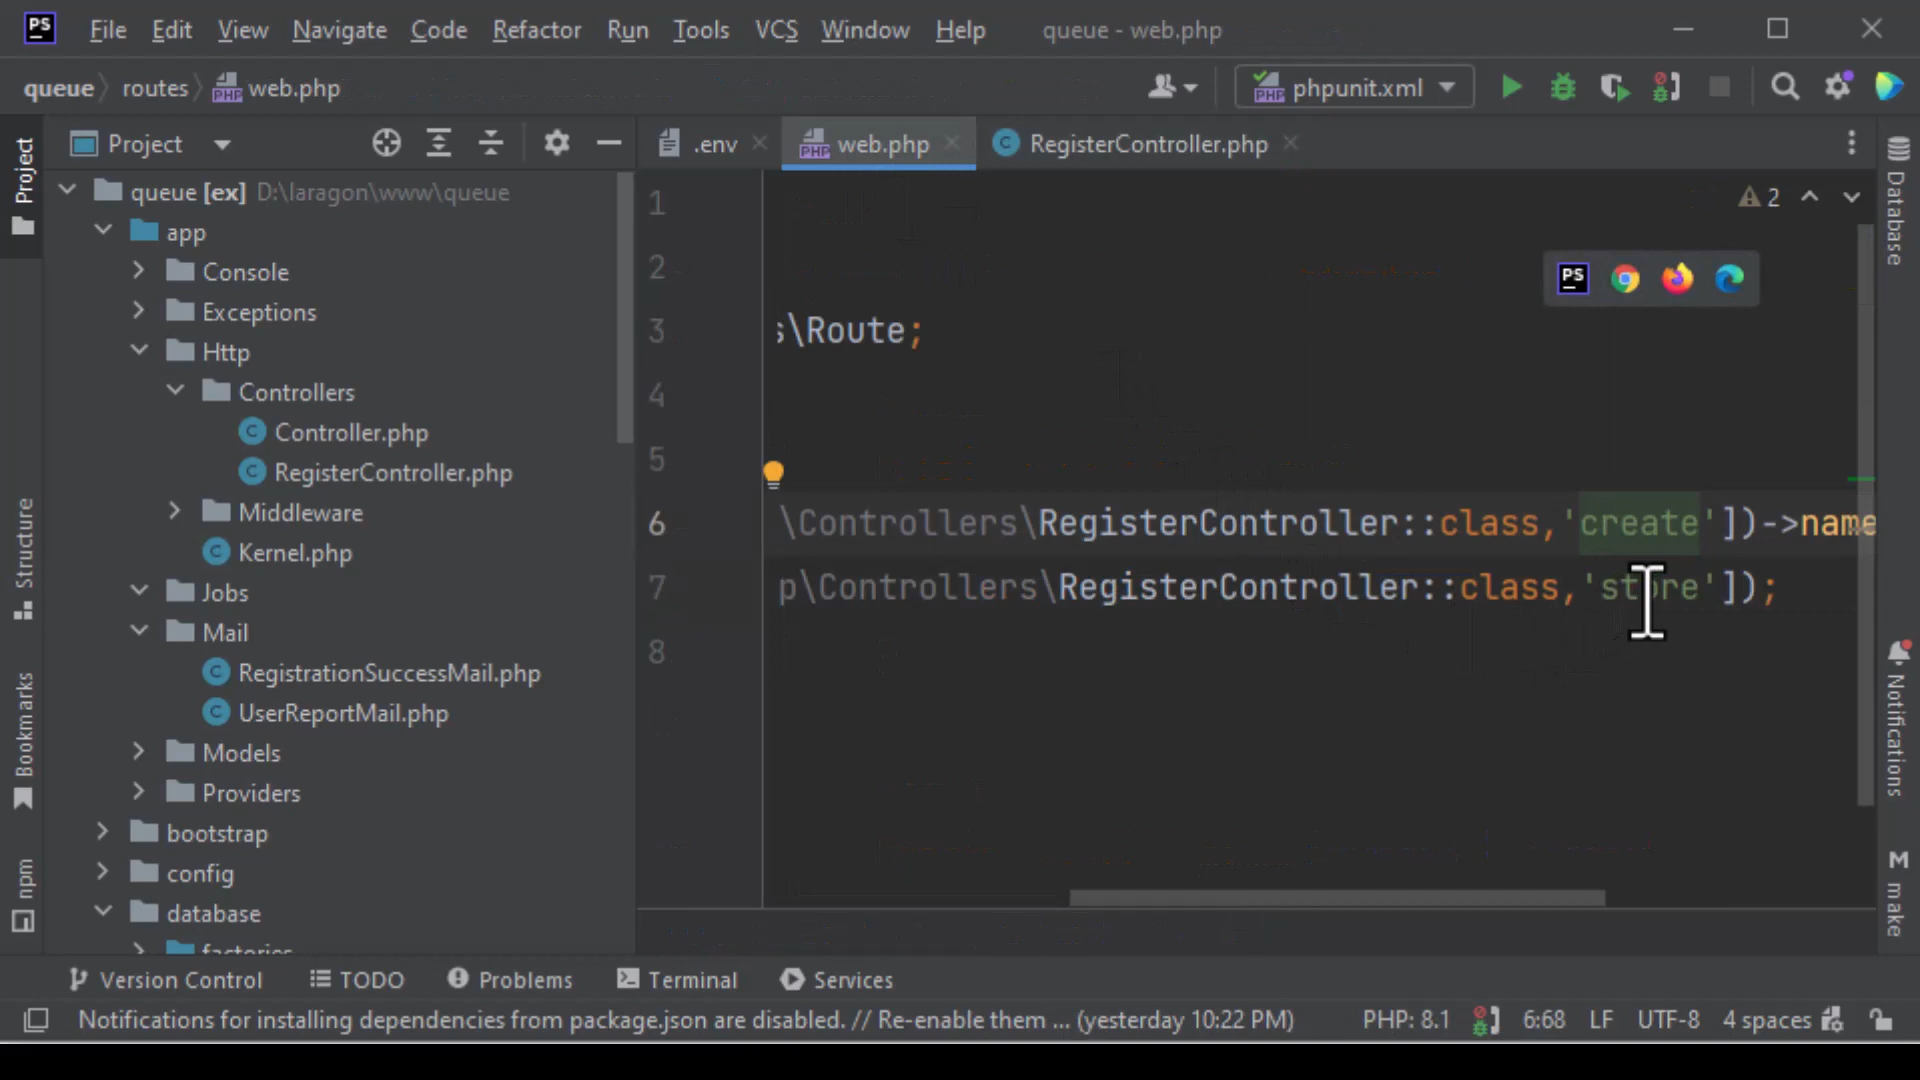 PS File Edit View Navigate Code Refactor Run Tools VCS Window Help queue - web.php
queue routes web.php phpunit.xml
Project .env web.php RegisterController.php
Project
Structure
Bookmarks
npm
queue [ex] D:\laragon\www\queue
app
Console
Exceptions
Http
Controllers
Controller.php
RegisterController.php
Middleware
Kernel.php
Jobs
Mail
RegistrationSuccessMail.php
UserReportMail.php
Models
Providers
bootstrap
config
database
factories
1
2
3 s\Route;
4
5
6 \Controllers\RegisterController::class,'create'])->name
7 p\Controllers\RegisterController::class,'store']);
8
2
PS
Database
Notifications
M make
Version Control TODO Problems Terminal Services
Notifications for installing dependencies from package.json are disabled. // Re-enable them ... (yesterday 10:22 PM) PHP: 8.1 6:68 LF UTF-8 4 spaces